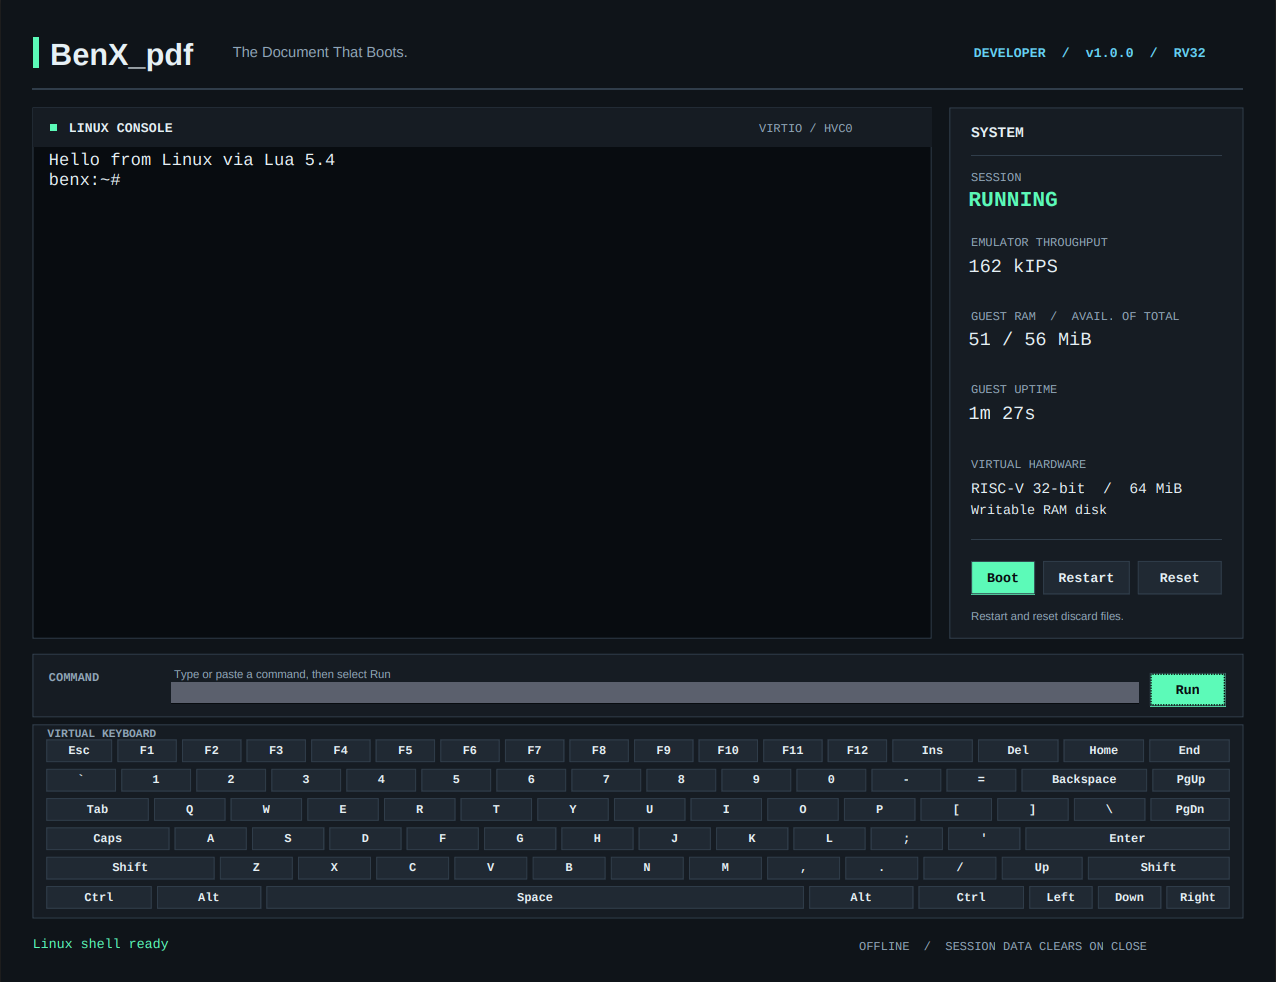 BenX_pdf
The Document That Boots.
DEVELOPER / v1.0.0 / RV32
LINUX CONSOLE
VIRTIO / HVC0
Hello from Linux via Lua 5.4
benx:~#
SYSTEM
SESSION
RUNNING
EMULATOR THROUGHPUT
162 kIPS
GUEST RAM / AVAIL. OF TOTAL
51 / 56 MiB
GUEST UPTIME
1m 27s
VIRTUAL HARDWARE
RISC-V 32-bit / 64 MiB
Writable RAM disk
Boot Restart Reset
Restart and reset discard files.
COMMAND
Type or paste a command, then select Run
Run
VIRTUAL KEYBOARD
Esc F1 F2 F3 F4 F5 F6 F7 F8 F9 F10 F11 F12 Ins Del Home End
` 1 2 3 4 5 6 7 8 9 0 - = Backspace PgUp
Tab Q W E R T Y U I O P [ ] \ PgDn
Caps A S D F G H J K L ; ' Enter
Shift Z X C V B N M , . / Up Shift
Ctrl Alt Space Alt Ctrl Left Down Right
Linux shell ready
OFFLINE / SESSION DATA CLEARS ON CLOSE